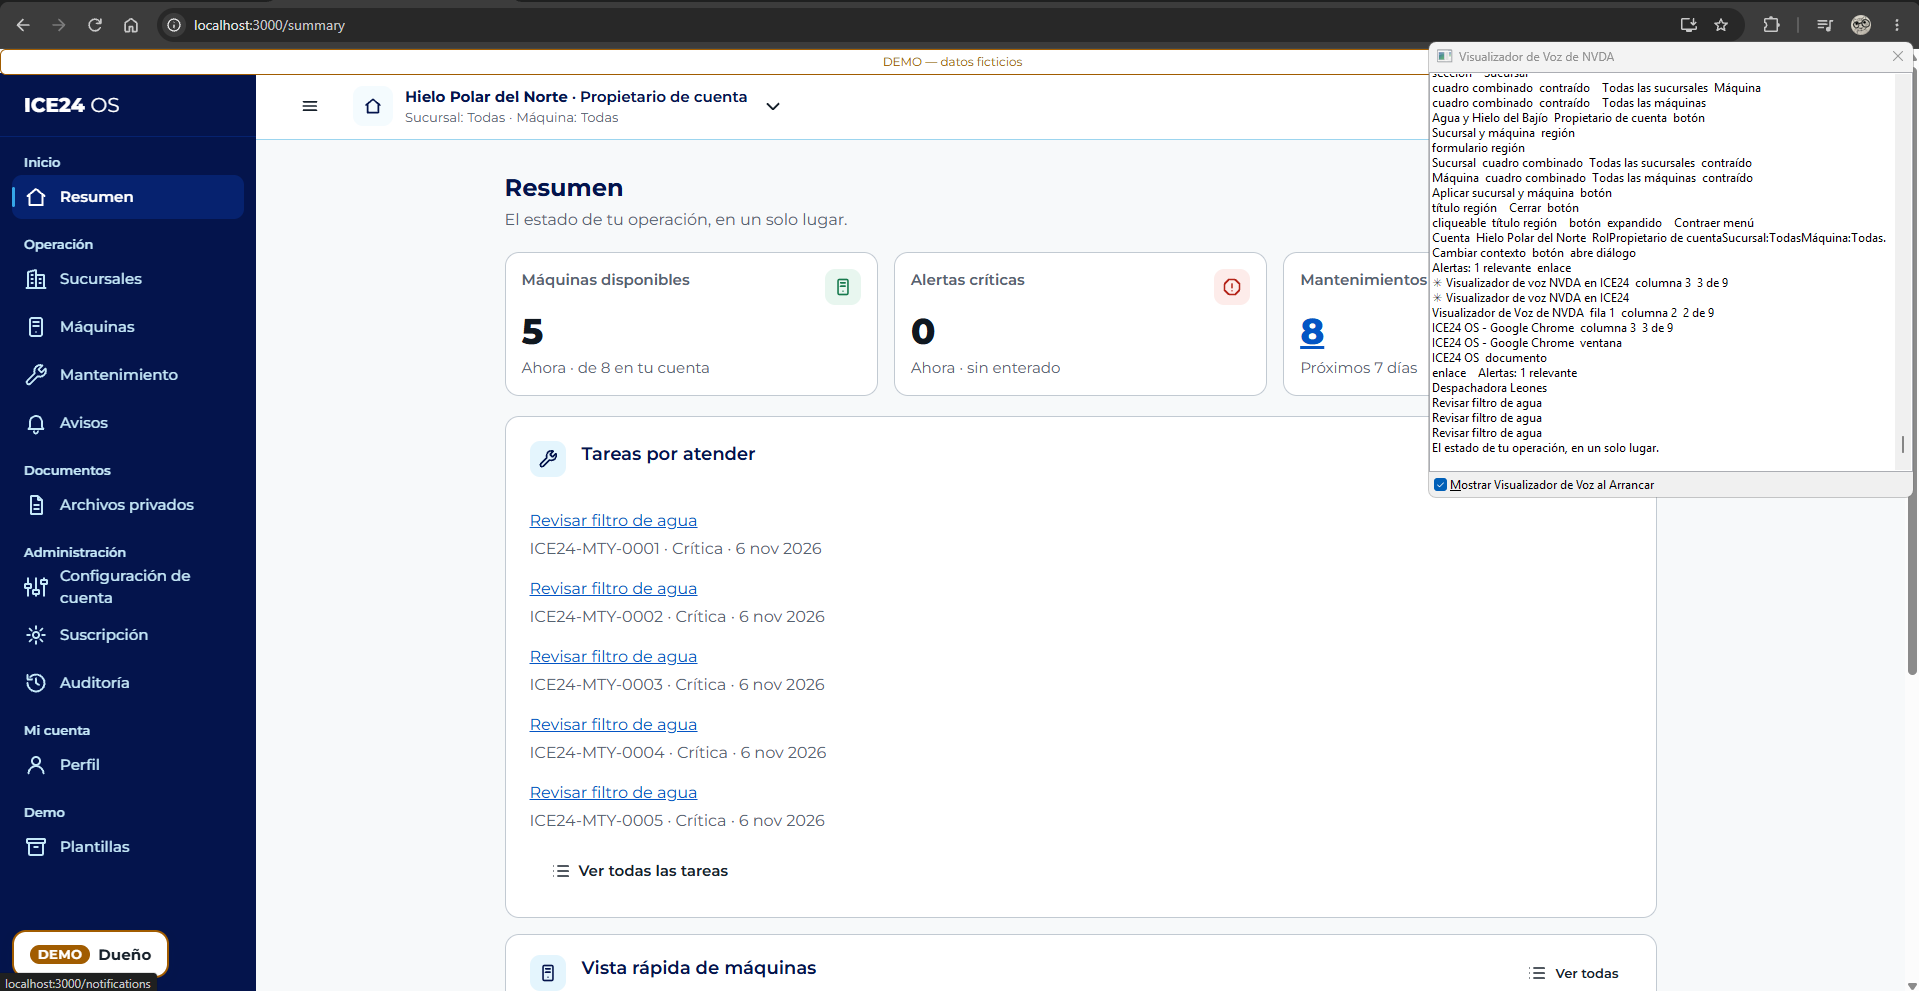 localhost:3000/summary
DEMO — datos ficticios
ICE24 OS
Inicio
Resumen
Operación
Sucursales
Máquinas
Mantenimiento
Avisos
Documentos
Archivos privados
Administración
Configuración de
cuenta
Suscripción
Auditoría
Mi cuenta
Perfil
Demo
Plantillas
DEMO Dueño
localhost:3000/notifications
Hielo Polar del Norte · Propietario de cuenta
Sucursal: Todas · Máquina: Todas
Resumen
El estado de tu operación, en un solo lugar.
Máquinas disponibles
5
Ahora · de 8 en tu cuenta
Alertas críticas
0
Ahora · sin enterado
Mantenimientos
8
Próximos 7 días
Tareas por atender
Revisar filtro de agua
ICE24-MTY-0001 · Crítica · 6 nov 2026
Revisar filtro de agua
ICE24-MTY-0002 · Crítica · 6 nov 2026
Revisar filtro de agua
ICE24-MTY-0003 · Crítica · 6 nov 2026
Revisar filtro de agua
ICE24-MTY-0004 · Crítica · 6 nov 2026
Revisar filtro de agua
ICE24-MTY-0005 · Crítica · 6 nov 2026
Ver todas las tareas
Vista rápida de máquinas
Ver todas
Visualizador de Voz de NVDA
sección Sucursal
cuadro combinado contraído Todas las sucursales Máquina
cuadro combinado contraído Todas las máquinas
Agua y Hielo del Bajío Propietario de cuenta botón
Sucursal y máquina región
formulario región
Sucursal cuadro combinado Todas las sucursales contraído
Máquina cuadro combinado Todas las máquinas contraído
Aplicar sucursal y máquina botón
título región Cerrar botón
cliqueable título región botón expandido Contraer menú
Cuenta Hielo Polar del Norte RolPropietario de cuentaSucursal:TodasMáquina:Todas.
Cambiar contexto botón abre diálogo
Alertas: 1 relevante enlace
✳ Visualizador de voz NVDA en ICE24 columna 3 3 de 9
✳ Visualizador de voz NVDA en ICE24
Visualizador de Voz de NVDA fila 1 columna 2 2 de 9
ICE24 OS - Google Chrome columna 3 3 de 9
ICE24 OS - Google Chrome ventana
ICE24 OS documento
enlace Alertas: 1 relevante
Despachadora Leones
Revisar filtro de agua
Revisar filtro de agua
Revisar filtro de agua
El estado de tu operación, en un solo lugar.
Mostrar Visualizador de Voz al Arrancar